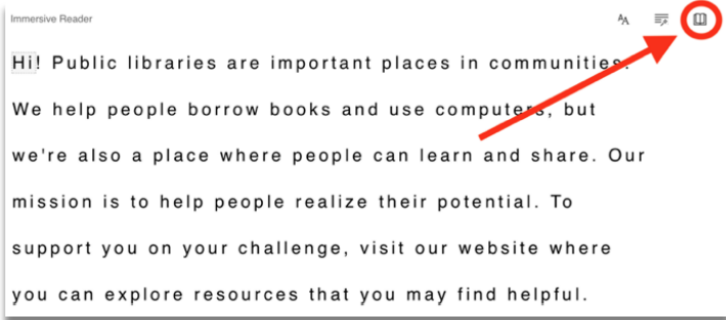 Immersive Reader
Hi! Public libraries are important places in communities.
We help people borrow books and use computers, but
we're also a place where people can learn and share. Our
mission is to help people realize their potential. To
support you on your challenge, visit our website where
you can explore resources that you may find helpful.